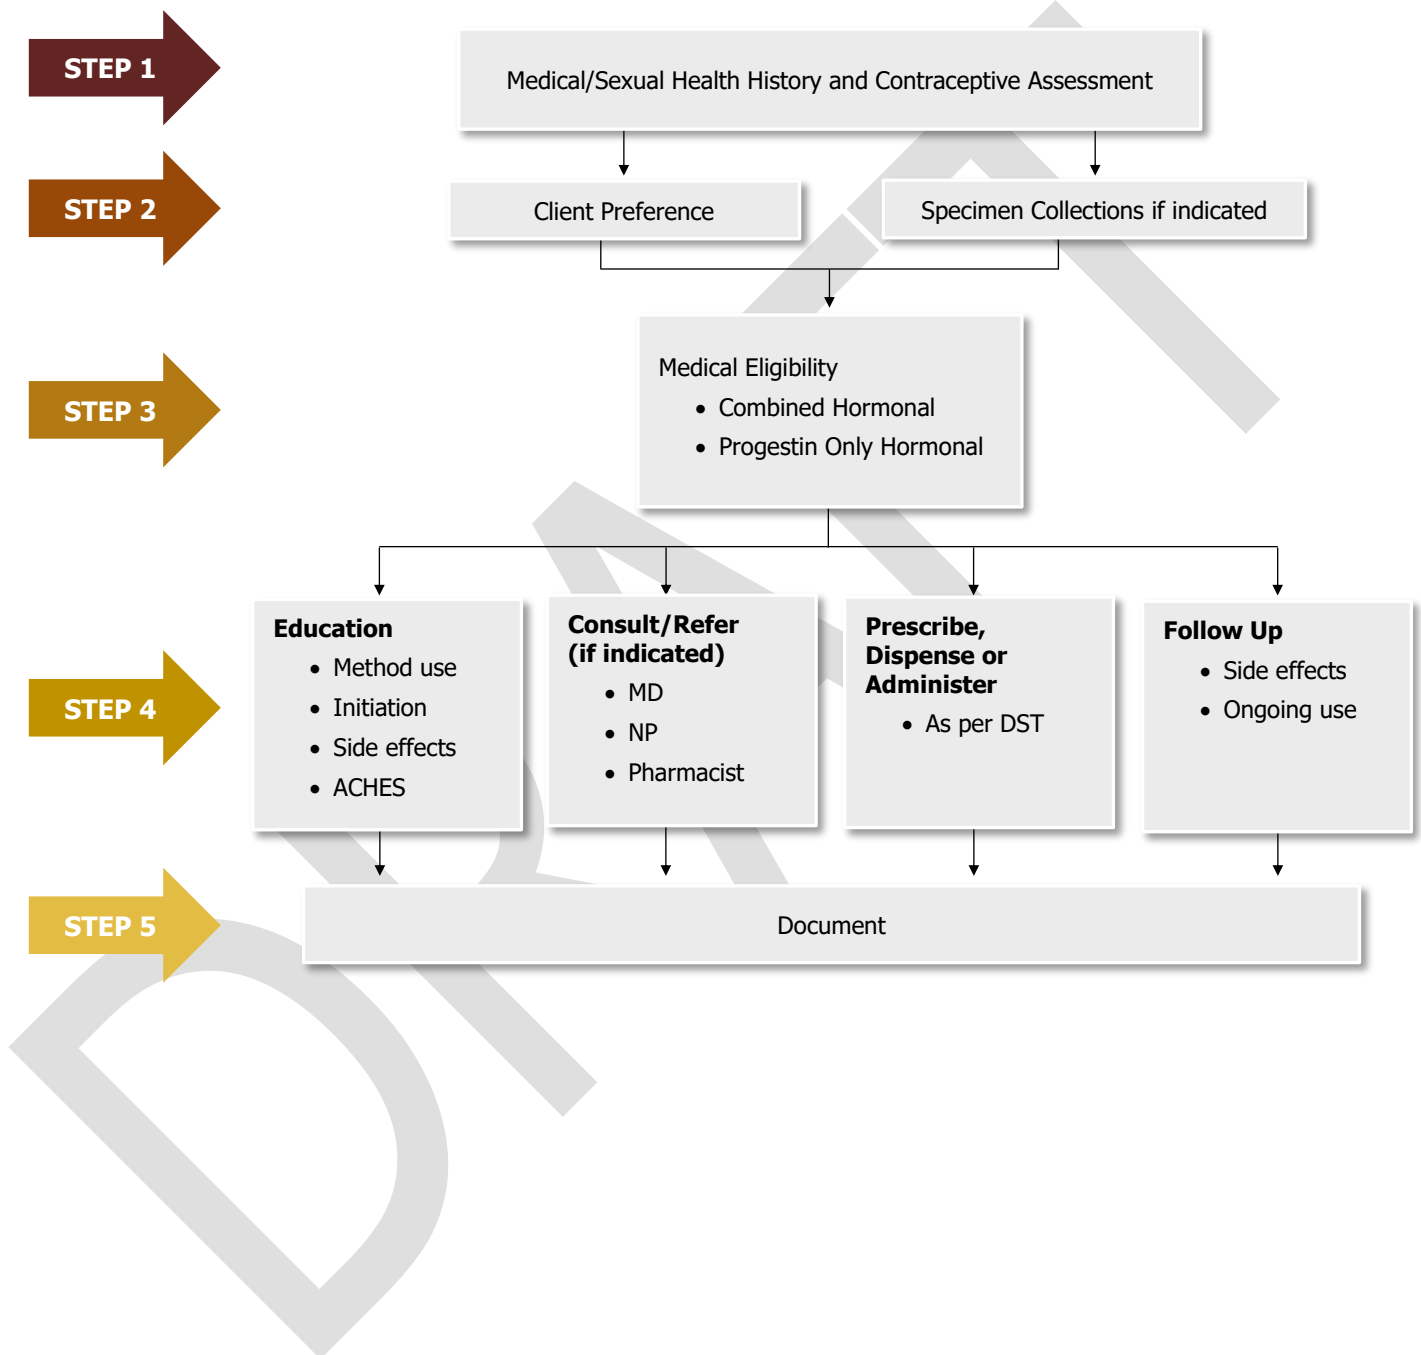 STEP 1
Medical/Sexual Health History and Contraceptive Assessment
STEP 2
Client Preference
Specimen Collections if indicated
STEP 3
Medical Eligibility
• Combined Hormonal
• Progestin Only Hormonal
STEP 4
Education
• Method use
• Initiation
• Side effects
• ACHES
Consult/Refer
(if indicated)
• MD
• NP
• Pharmacist
Prescribe,
Dispense or
Administer
• As per DST
Follow Up
• Side effects
• Ongoing use
STEP 5
Document
DRAFT